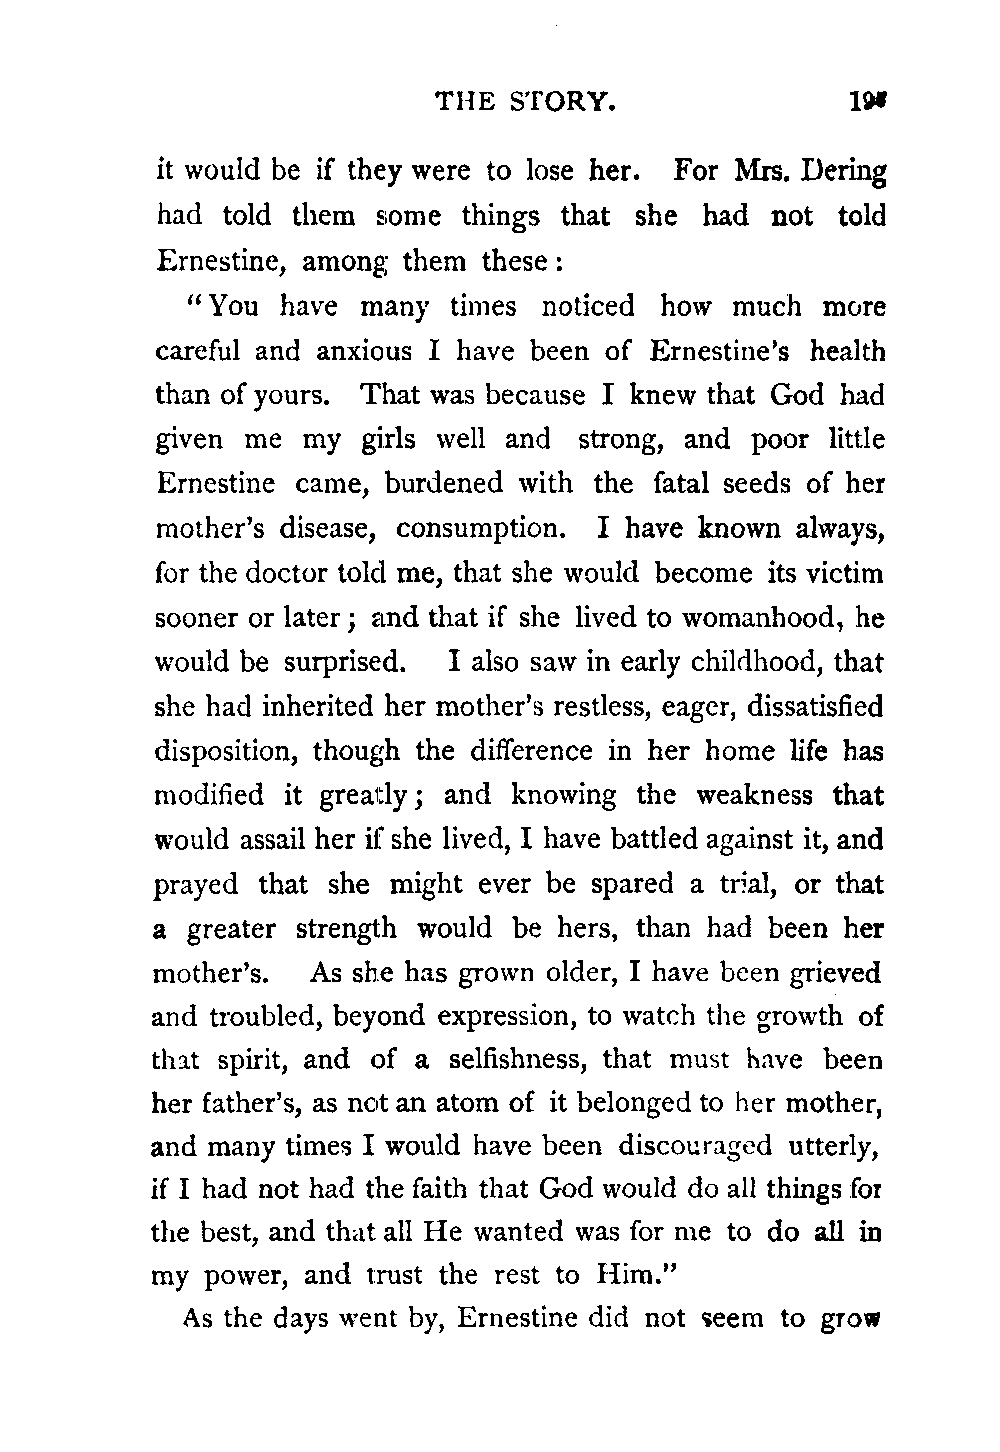 THE STORY.
it would be if they were to lose her. For Mrs. Dering
had told them some things that she had not told
Ernestine, among them these :
"You have many times noticed how much more
careful and anxious I have been of Ernestine's health
than of yours. That was because I knew that God had
given me my girls well and strong, and poor little
Ernestine came, burdened with the fatal seeds of her
mother's disease, consumption. I have known always,
for the doctor told me, that she would become its victim
sooner or later ; and that if she lived to womanhood, he
would be surprised. I also saw in early childhood, that
she had inherited her mother's restless, eager, dissatisfied
disposition, though the difference in her home life has
modified it greatly ; and knowing the weakness that
would assail her if she lived, I have battled against it, and
prayed that she might ever be spared a trial, or that
a greater strength would be hers, than had been her
mother's. As she has grown older, I have been grieved
and troubled, beyond expression, to watch the growth of
that spirit, and of a selfishness, that must have been
her father's, as not an atom of it belonged to her mother,
and many times I would have been discouraged utterly,
if I had not had the faith that God would do all things for
the best, and that all He wanted was for me to do all in
my power, and trust the rest to Him."
As the days went by, Ernestine did not seem to grow